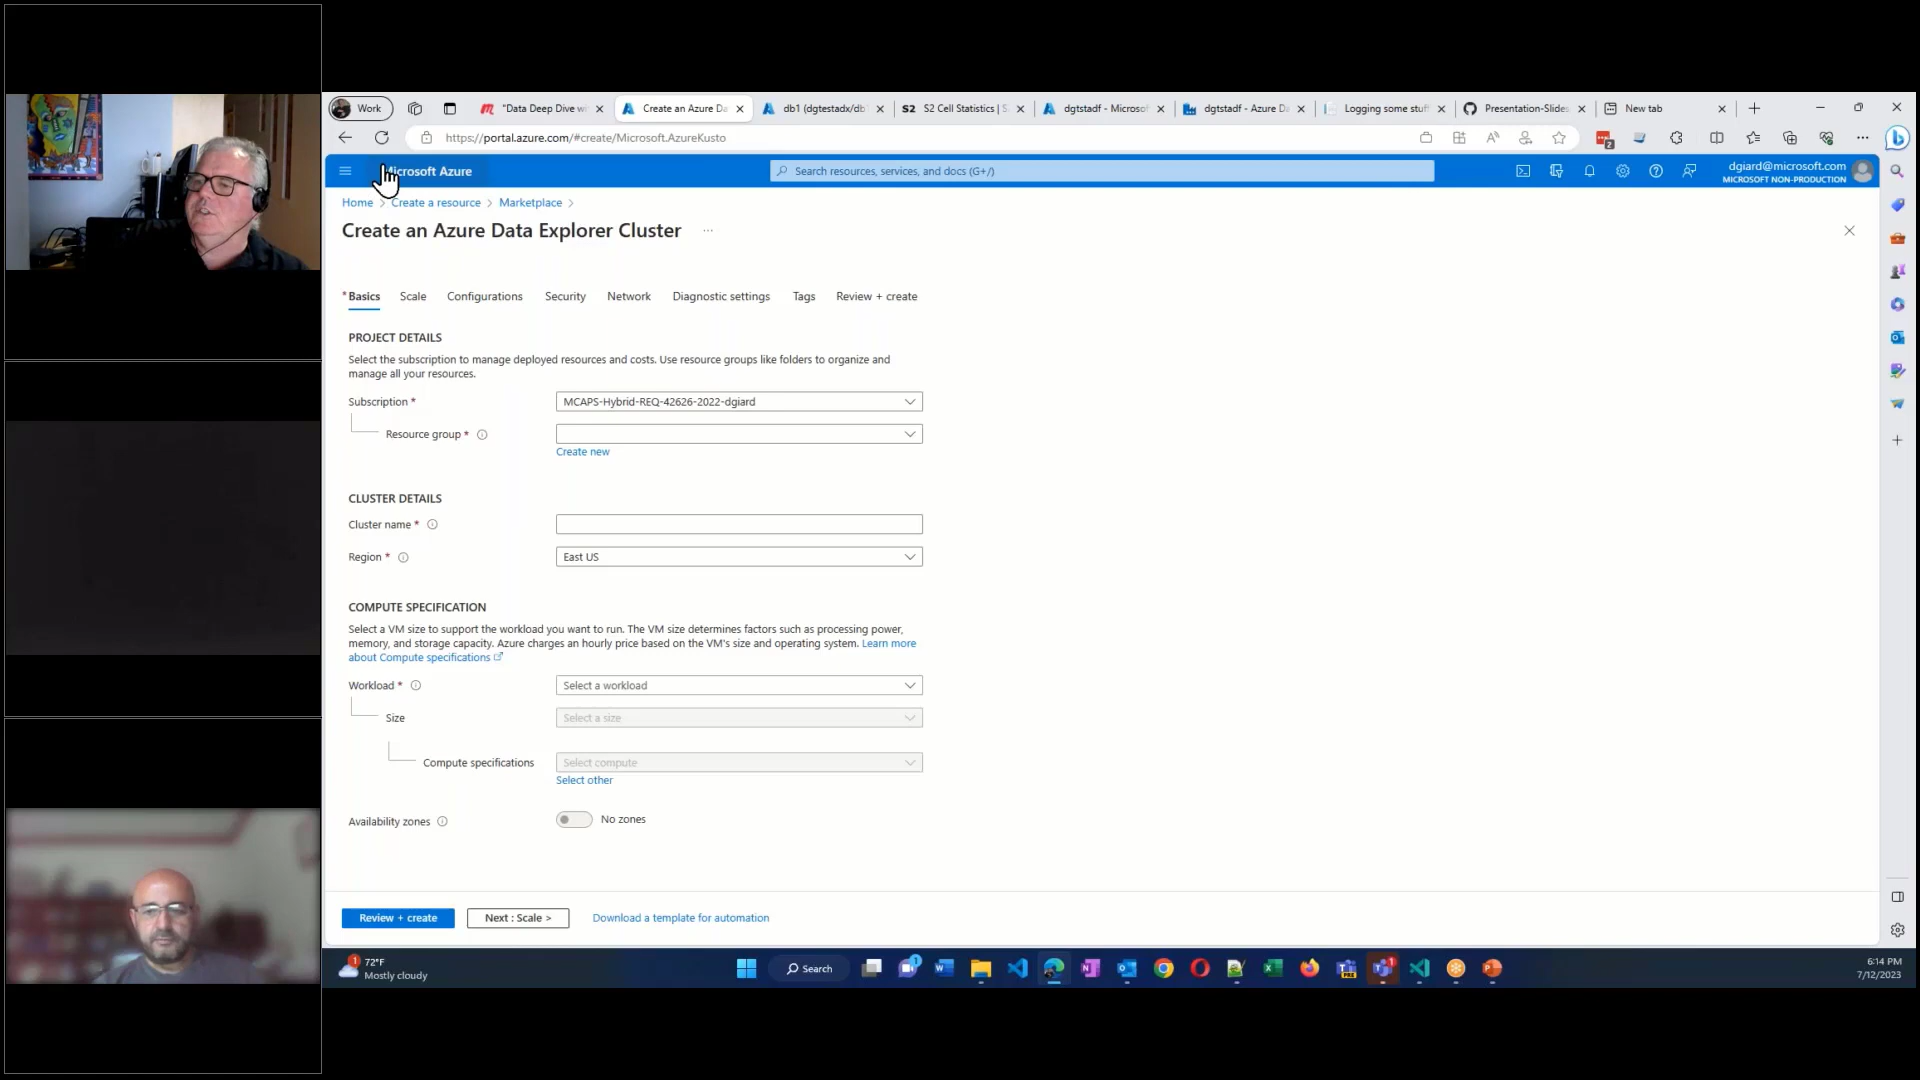 Work
"Data Deep Dive wi
Create an Azure Da
db1 (dgtestadx/db
S2 S2 Cell Statistics | S
dgtstadf - Microsof
dgtstadf - Azure Da
Logging some stuf
Presentation-Slides
New tab
https://portal.azure.com/#create/Microsoft.AzureKusto
Microsoft Azure
Search resources, services, and docs (G+/)
dgiard@microsoft.com
MICROSOFT NON-PRODUCTION
Home > Create a resource > Marketplace >
Create an Azure Data Explorer Cluster ...
* Basics Scale Configurations Security Network Diagnostic settings Tags Review + create
PROJECT DETAILS
Select the subscription to manage deployed resources and costs. Use resource groups like folders to organize and
manage all your resources.
Subscription * MCAPS-Hybrid-REQ-42626-2022-dgiard
Resource group *
Create new
CLUSTER DETAILS
Cluster name *
Region * East US
COMPUTE SPECIFICATION
Select a VM size to support the workload you want to run. The VM size determines factors such as processing power,
memory, and storage capacity. Azure charges an hourly price based on the VM's size and operating system. Learn more
about Compute specifications
Workload * Select a workload
Size Select a size
Compute specifications Select compute
Select other
Availability zones No zones
Review + create Next : Scale > Download a template for automation
72°F
Mostly cloudy
Search
6:14 PM
7/12/2023